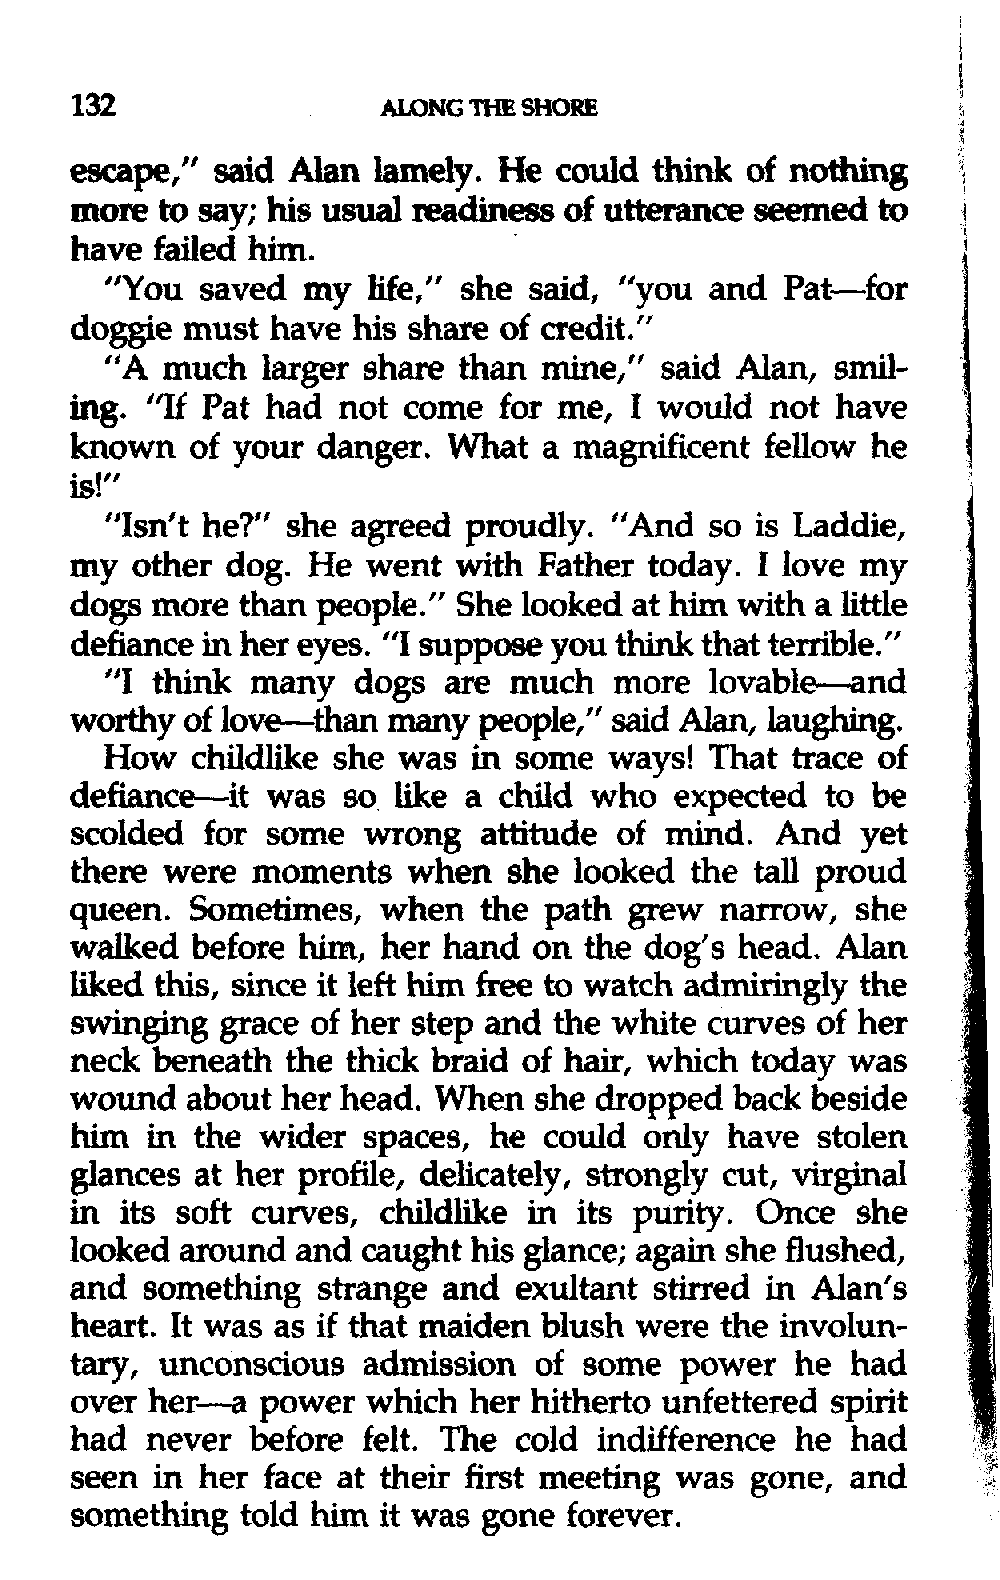 132 ALONG THE SHORE
escape," said Alan lamely. He could think of nothing
more to say; his usual readiness of utterance seemed to
have failed him.
"You saved my life," she said, "you and Pat—for
doggie must have his share of credit."
"A much larger share than mine," said Alan, smil-
ing. "If Pat had not come for me, I would not have
known of your danger. What a magnificent fellow he
is!"
"Isn't he?" she agreed proudly. "And so is Laddie,
my other dog. He went with Father today. I love my
dogs more than people." She looked at him with a little
defiance in her eyes. "I suppose you think that terrible."
"I think many dogs are much more lovable—and
worthy of love—than many people," said Alan, laughing.
How childlike she was in some ways! That trace of
defiance—it was so like a child who expected to be
scolded for some wrong attitude of mind. And yet
there were moments when she looked the tall proud
queen. Sometimes, when the path grew narrow, she
walked before him, her hand on the dog's head. Alan
liked this, since it left him free to watch admiringly the
swinging grace of her step and the white curves of her
neck beneath the thick braid of hair, which today was
wound about her head. When she dropped back beside
him in the wider spaces, he could only have stolen
glances at her profile, delicately, strongly cut, virginal
in its soft curves, childlike in its purity. Once she
looked around and caught his glance; again she flushed,
and something strange and exultant stirred in Alan's
heart. It was as if that maiden blush were the involun-
tary, unconscious admission of some power he had
over her—a power which her hitherto unfettered spirit
had never before felt. The cold indifference he had
seen in her face at their first meeting was gone, and
something told him it was gone forever.